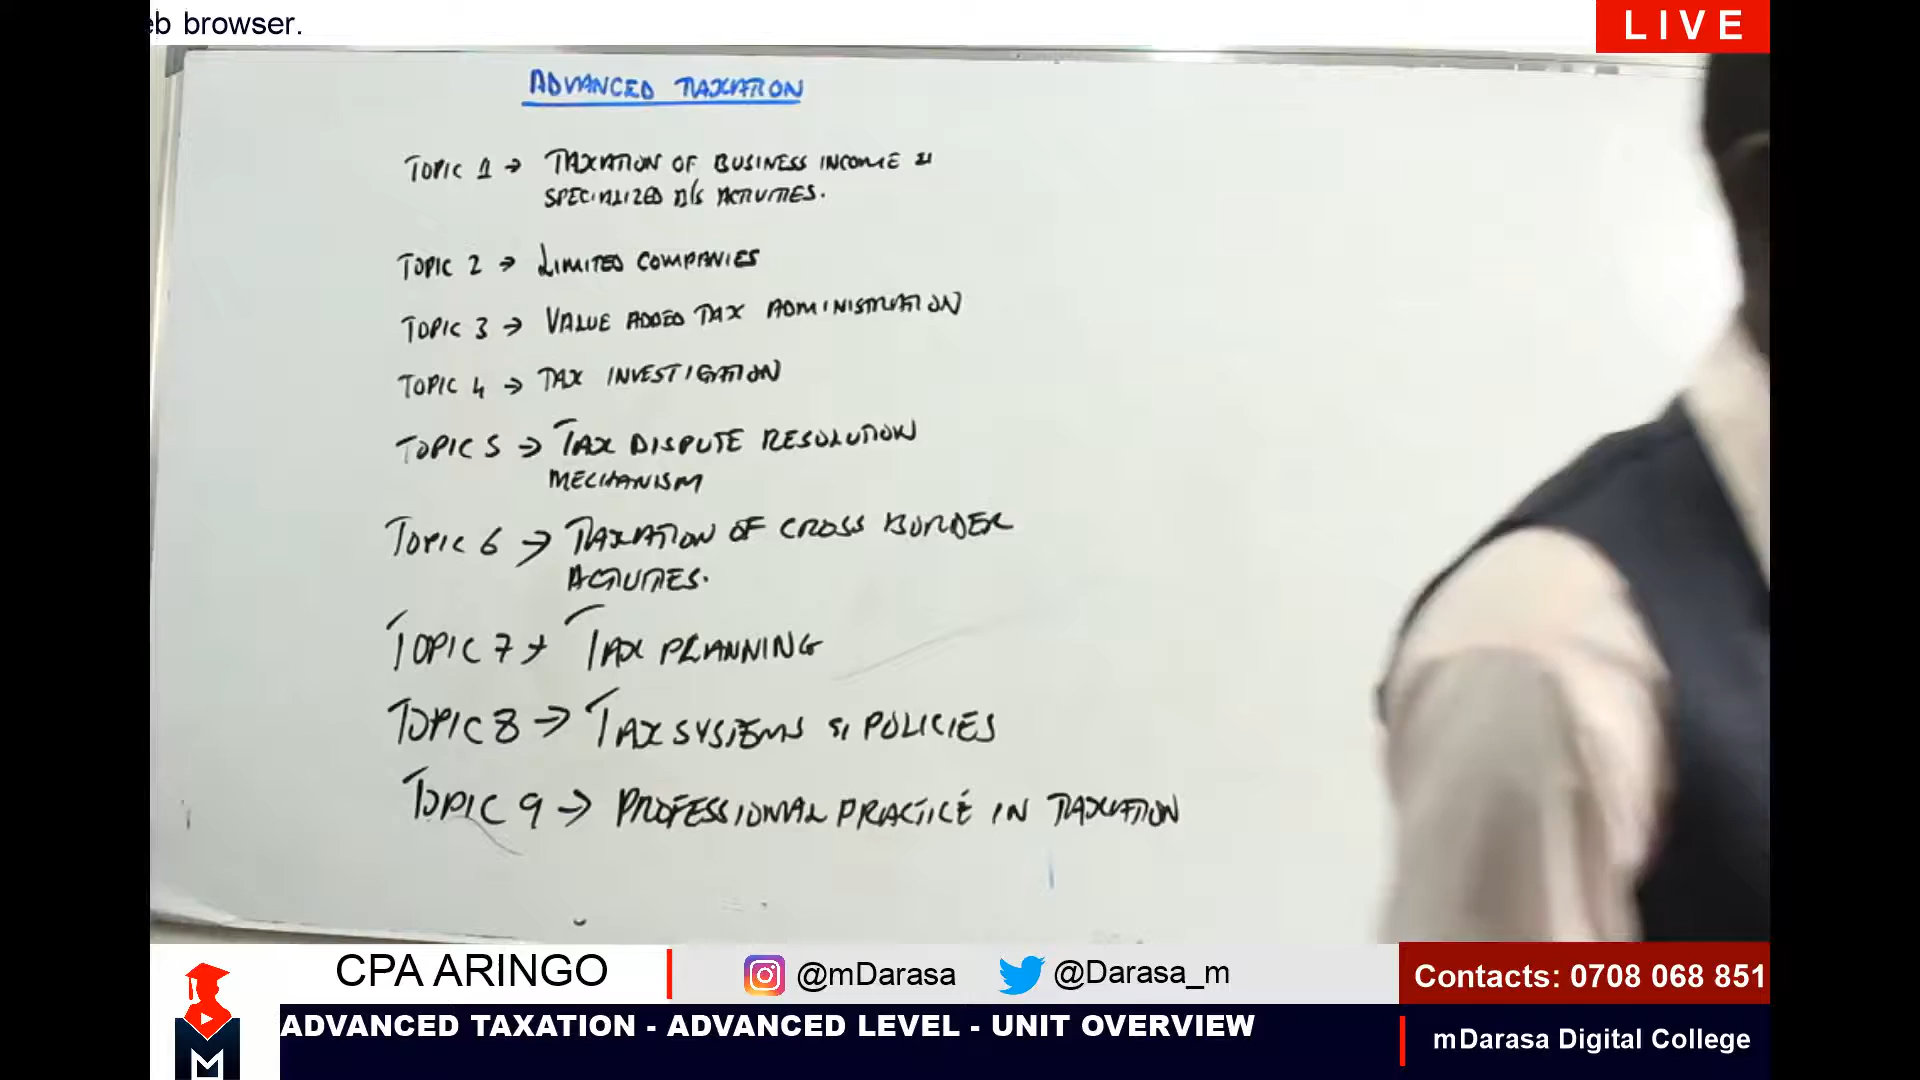 eb browser.
LIVE
ADVANCED TAXATION
TOPIC 1 → TAXATION OF BUSINESS INCOME &
SPECIALIZED B/S ACTIVITIES.
TOPIC 2 → LIMITED COMPANIES
TOPIC 3 → VALUE ADDED TAX ADMINISTRATION
TOPIC 4 → TAX INVESTIGATION
TOPIC 5 → TAX DISPUTE RESOLUTION
MECHANISM
TOPIC 6 → TAXATION OF CROSS BORDER
ACTIVITIES.
TOPIC 7 → TAX PLANNING
TOPIC 8 → TAX SYSTEMS & POLICIES
TOPIC 9 → PROFESSIONAL PRACTICE IN TAXATION
CPA ARINGO
@mDarasa
@Darasa_m
Contacts: 0708 068 851
M
ADVANCED TAXATION - ADVANCED LEVEL - UNIT OVERVIEW
mDarasa Digital College